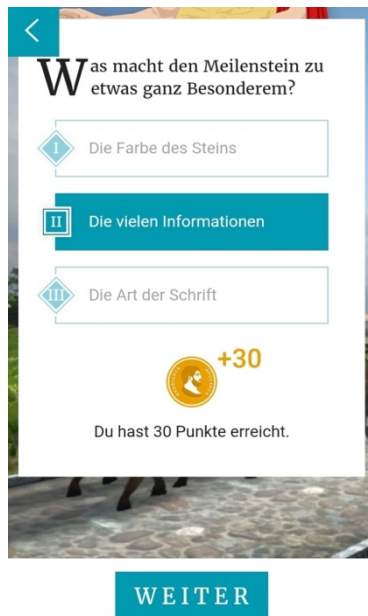 Was macht den Meilenstein zu
etwas ganz Besonderem?
I Die Farbe des Steins
II Die vielen Informationen
III Die Art der Schrift
+30
Du hast 30 Punkte erreicht.
WEITER